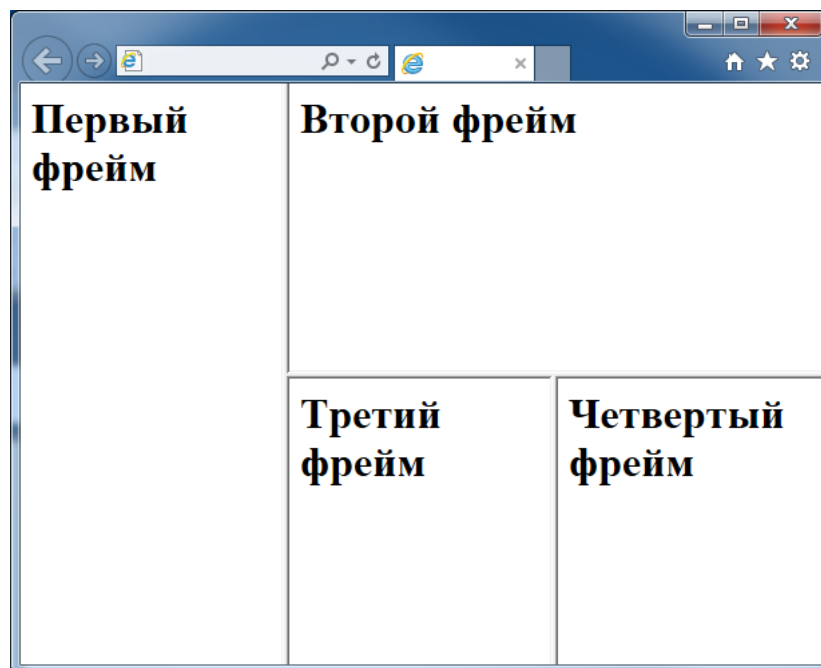 Первый
фрейм
Второй фрейм
Третий
фрейм
Четвертый
фрейм